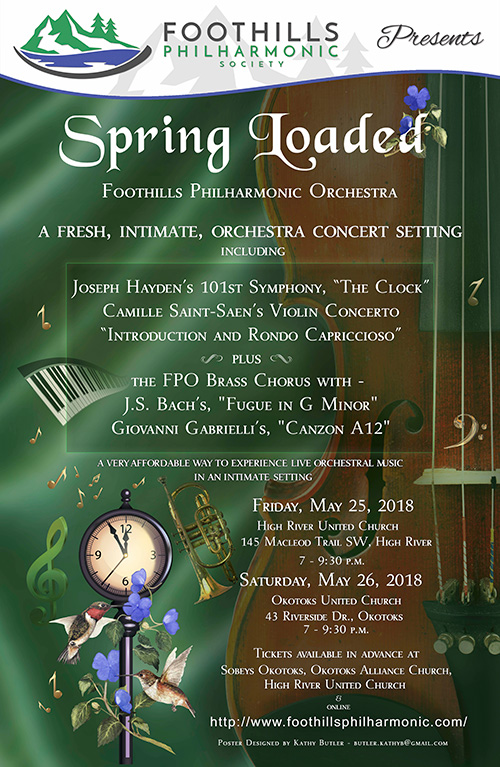 FOOTHILLS
PHILHARMONIC
SOCIETY
Presents
Spring Loaded
Foothills Philharmonic Orchestra
A FRESH, INTIMATE, ORCHESTRA CONCERT SETTING
INCLUDING
Joseph Hayden's 101st Symphony, "The Clock"
Camille Saint-Saen's Violin Concerto
"Introduction and Rondo Capriccioso"
PLUS
the FPO Brass Chorus with -
J.S. Bach's, "Fugue in G Minor"
Giovanni Gabrielli's, "Canzon A12"
A VERY AFFORDABLE WAY TO EXPERIENCE LIVE ORCHESTRAL MUSIC
IN AN INTIMATE SETTING
Friday, May 25, 2018
High River United Church
145 Macleod Trail SW, High River
7 - 9:30 p.m.
Saturday, May 26, 2018
Okotoks United Church
43 Riverside Dr., Okotoks
7 - 9:30 p.m.
Tickets available in advance at
Sobeys Okotoks, Okotoks Alliance Church,
High River United Church
&
ONLINE
http://www.foothillsphilharmonic.com/
Poster Designed by Kathy Butler - butler.kathyb@gmail.com